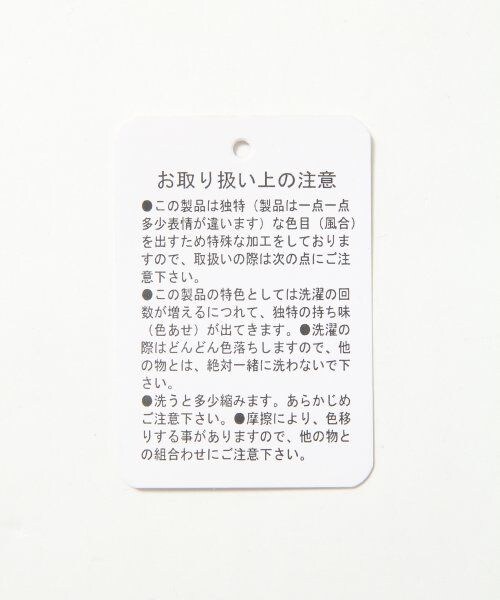 お取り扱い上の注意
●この製品は独特（製品は一点一点
多少表情が違います）な色目（風合）
を出すため特殊な加工をしておりま
すので、取扱いの際は次の点にご注
意下さい。
●この製品の特色としては洗濯の回
数が増えるにつれて、独特の持ち味
（色あせ）が出てきます。●洗濯の
際はどんどん色落ちしますので、他
の物とは、絶対一緒に洗わないで下
さい。
●洗うと多少縮みます。あらかじめ
ご注意下さい。●摩擦により、色移
りする事がありますので、他の物と
の組合わせにご注意下さい。